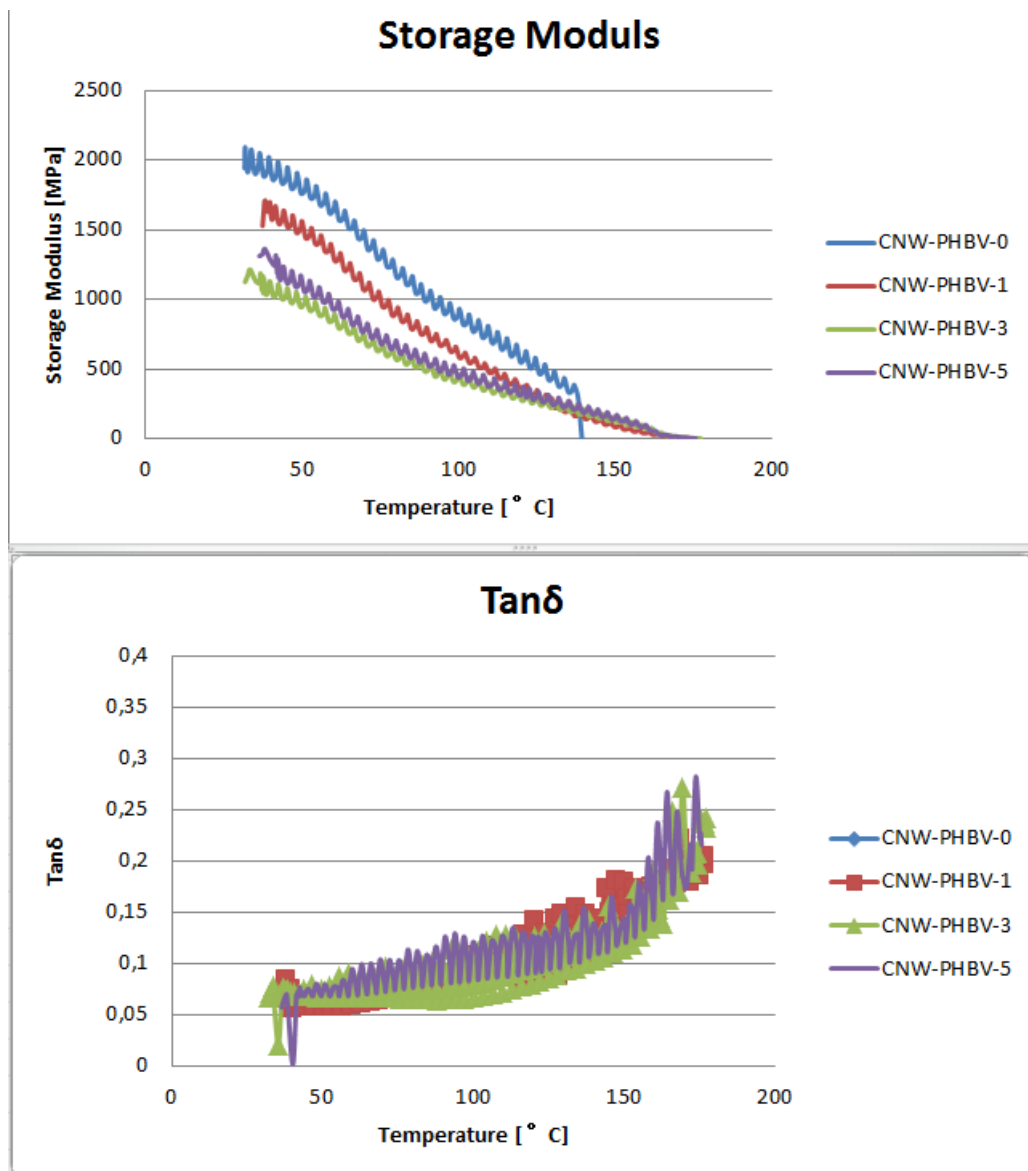 Storage Moduls
2500
2000
1500
1000
500
0
Storage Modulus [MPa]
0 50 100 150 200
Temperature [° C]
CNW-PHBV-0
CNW-PHBV-1
CNW-PHBV-3
CNW-PHBV-5
Tanδ
0,4
0,35
0,3
0,25
0,2
0,15
0,1
0,05
0
Tanδ
0 50 100 150 200
Temperature [° C]
CNW-PHBV-0
CNW-PHBV-1
CNW-PHBV-3
CNW-PHBV-5